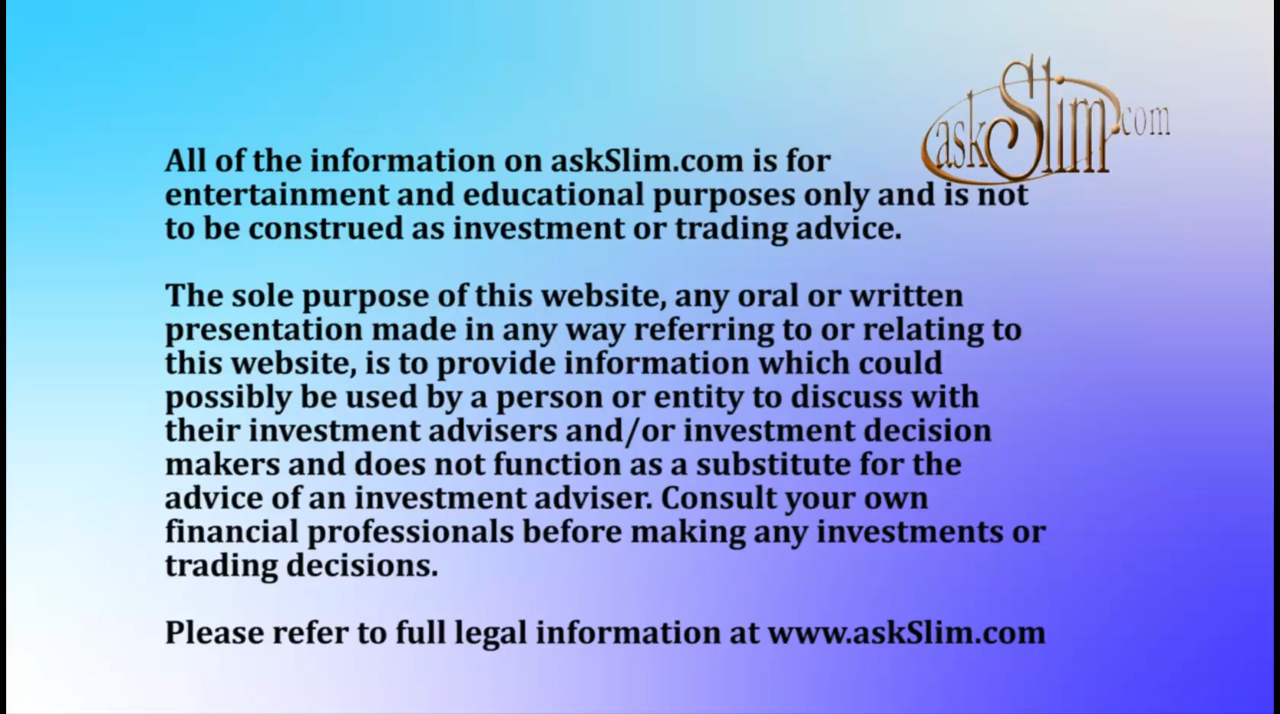 askSlim.com
All of the information on askSlim.com is for
entertainment and educational purposes only and is not
to be construed as investment or trading advice.
The sole purpose of this website, any oral or written
presentation made in any way referring to or relating to
this website, is to provide information which could
possibly be used by a person or entity to discuss with
their investment advisers and/or investment decision
makers and does not function as a substitute for the
advice of an investment adviser. Consult your own
financial professionals before making any investments or
trading decisions.
Please refer to full legal information at www.askSlim.com